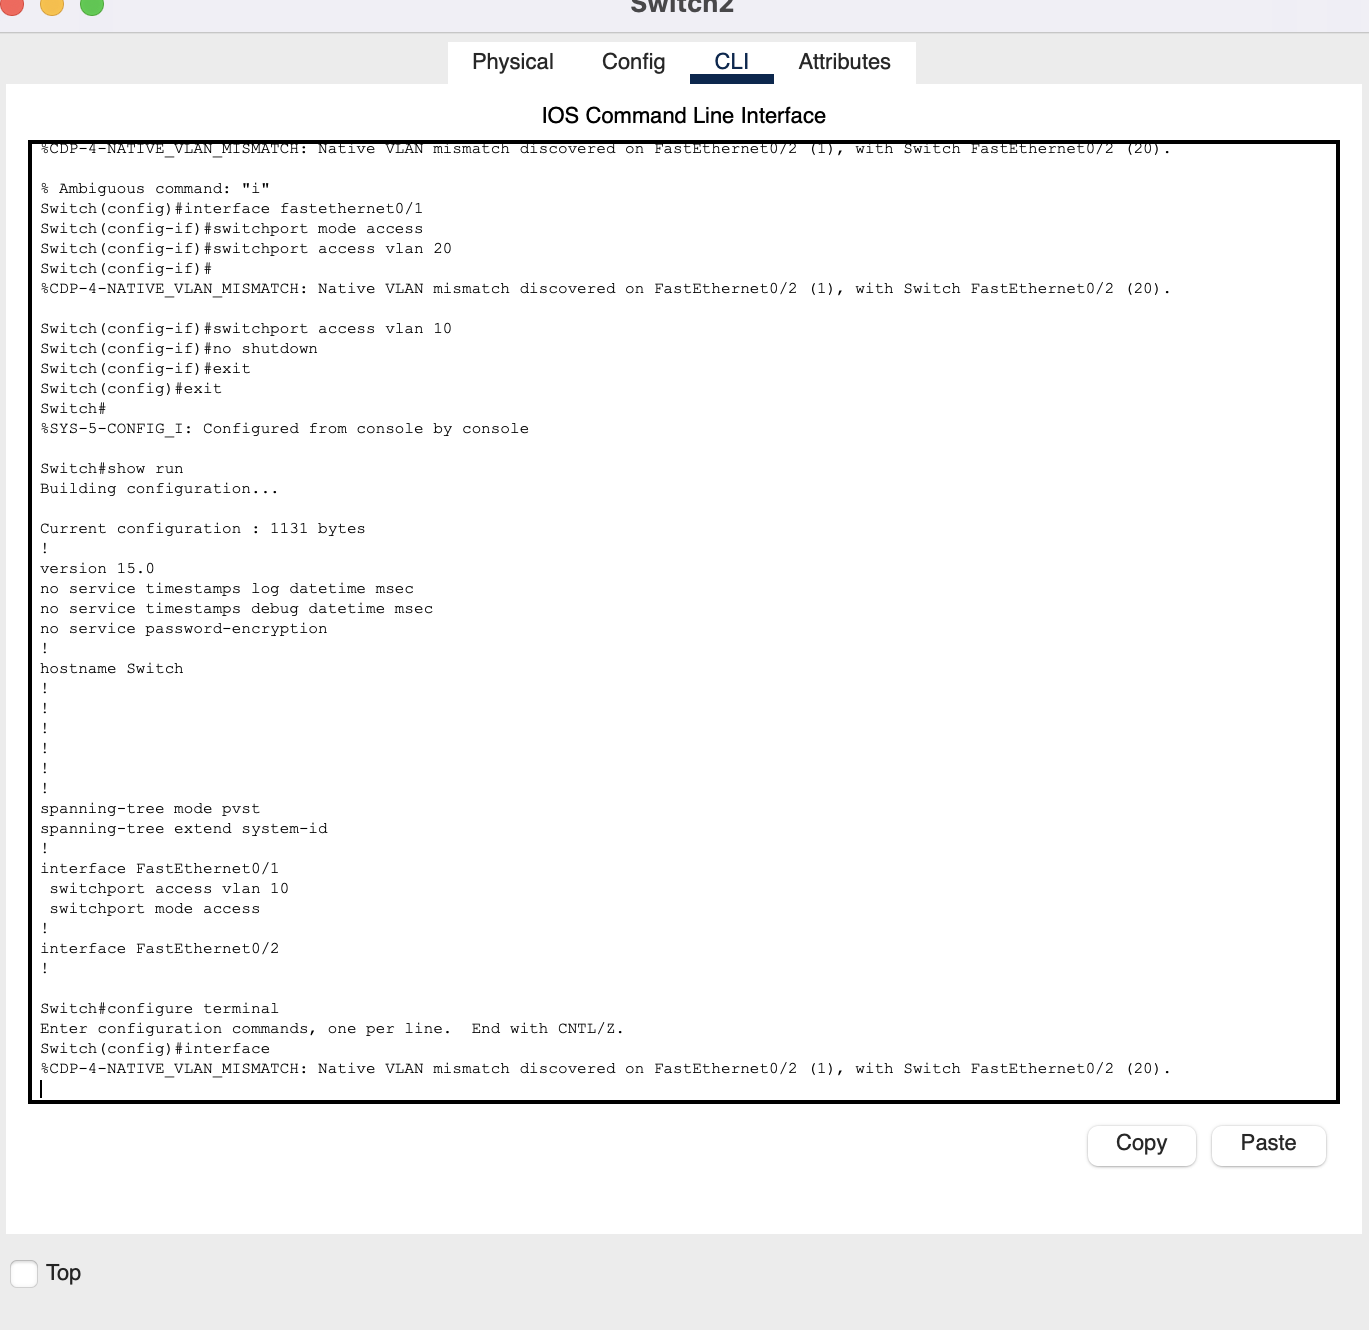 Switch2
Physical Config CLI Attributes
IOS Command Line Interface
%CDP-4-NATIVE_VLAN_MISMATCH: Native VLAN mismatch discovered on FastEthernet0/2 (1), with Switch FastEthernet0/2 (20).
% Ambiguous command: "i"
Switch(config)#interface fastethernet0/1
Switch(config-if)#switchport mode access
Switch(config-if)#switchport access vlan 20
Switch(config-if)#
%CDP-4-NATIVE_VLAN_MISMATCH: Native VLAN mismatch discovered on FastEthernet0/2 (1), with Switch FastEthernet0/2 (20).
Switch(config-if)#switchport access vlan 10
Switch(config-if)#no shutdown
Switch(config-if)#exit
Switch(config)#exit
Switch#
%SYS-5-CONFIG_I: Configured from console by console
Switch#show run
Building configuration...
Current configuration : 1131 bytes
!
version 15.0
no service timestamps log datetime msec
no service timestamps debug datetime msec
no service password-encryption
!
hostname Switch
!
!
!
!
!
!
spanning-tree mode pvst
spanning-tree extend system-id
!
interface FastEthernet0/1
switchport access vlan 10
switchport mode access
!
interface FastEthernet0/2
!
Switch#configure terminal
Enter configuration commands, one per line. End with CNTL/Z.
Switch(config)#interface
%CDP-4-NATIVE_VLAN_MISMATCH: Native VLAN mismatch discovered on FastEthernet0/2 (1), with Switch FastEthernet0/2 (20).
Copy Paste
Top